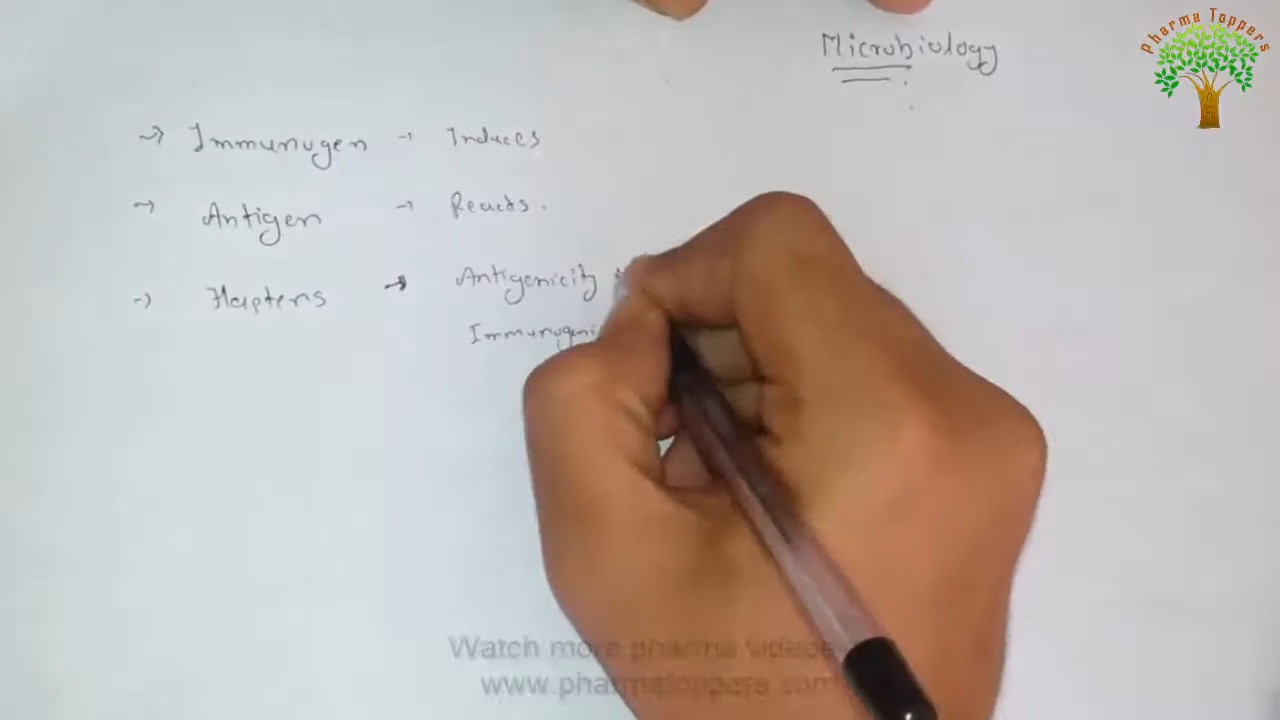 Pharma Toppers
Microbiology
→ Immunogen → Induces
→ Antigen → Reacts.
→ Haptens → Antigenicity
Immunogeni
Watch more pharma videos
www.pharmatoppers.com